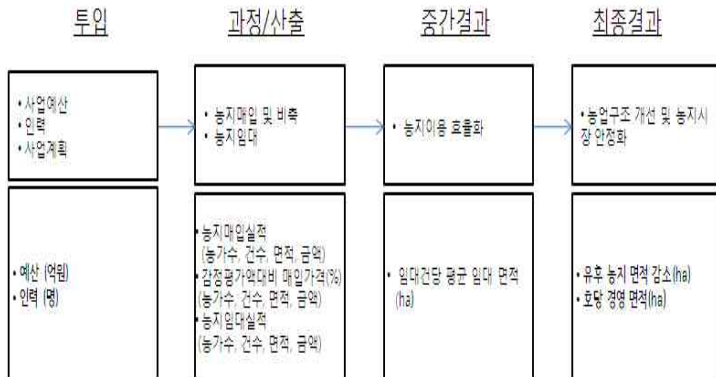 투입
과정/산출
중간결과
최종결과
• 사업예산
• 인력
• 사업계획
• 농지매입 및 비축
• 농지임대
• 농지이용 효율화
• 농업구조 개선 및 농지시
장 안정화
• 예산 (억원)
• 인력 (명)
• 농지매입실적
(농가수, 건수, 면적, 금액)
• 감정평가액대비 매입가격(%)
(농가수, 건수, 면적, 금액)
• 농지임대실적
(농가수, 건수, 면적, 금액)
• 임대건당 평균 임대 면적
(ha)
• 유휴 농지 면적 감소(ha)
• 호당 경영 면적(ha)